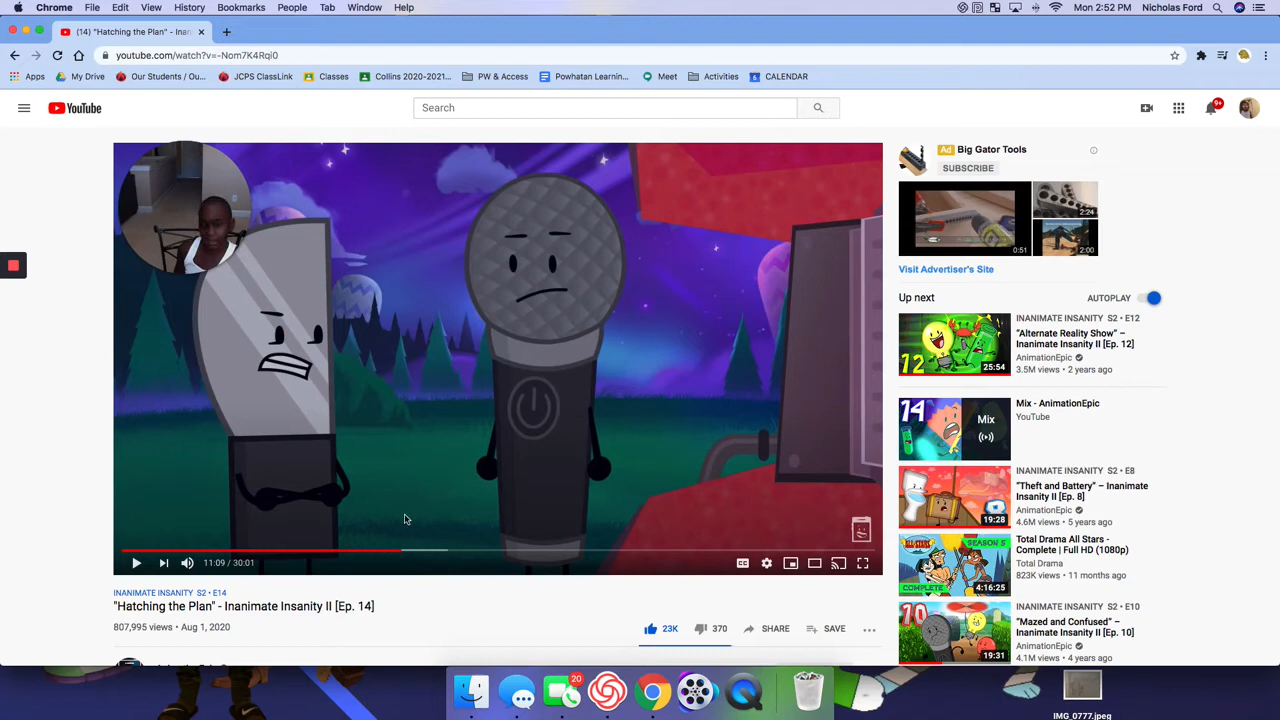 Chrome File Edit View History Bookmarks People Tab Window Help Mon 2:52 PM Nicholas Ford
(14) "Hatching the Plan" - Inan
youtube.com/watch?v=-Nom7K4Rqi0
Apps My Drive Our Students / Ou... JCPS ClassLink Classes Collins 2020-2021... PW & Access Powhatan Learnin... Meet Activities 6 CALENDAR
YouTube Search 9+
Ad Big Gator Tools
SUBSCRIBE
2:24
0:51
2:00
Visit Advertiser's Site
Up next AUTOPLAY
12
25:54
INANIMATE INSANITY S2 • E12
"Alternate Reality Show" –
Inanimate Insanity II [Ep. 12]
AnimationEpic
3.5M views • 2 years ago
14
Mix
Mix - AnimationEpic
YouTube
19:28
INANIMATE INSANITY S2 • E8
"Theft and Battery" – Inanimate
Insanity II [Ep. 8]
AnimationEpic
4.6M views • 5 years ago
SEASON 5
COMPLETE
4:16:25
Total Drama All Stars -
Complete | Full HD (1080p)
Total Drama
823K views • 11 months ago
10
19:31
INANIMATE INSANITY S2 • E10
"Mazed and Confused" –
Inanimate Insanity II [Ep. 10]
AnimationEpic
4.1M views • 4 years ago
11:09 / 30:01
INANIMATE INSANITY S2 • E14
"Hatching the Plan" - Inanimate Insanity II [Ep. 14]
807,995 views • Aug 1, 2020
23K 370 SHARE SAVE
20
IMG_0777.jpeg